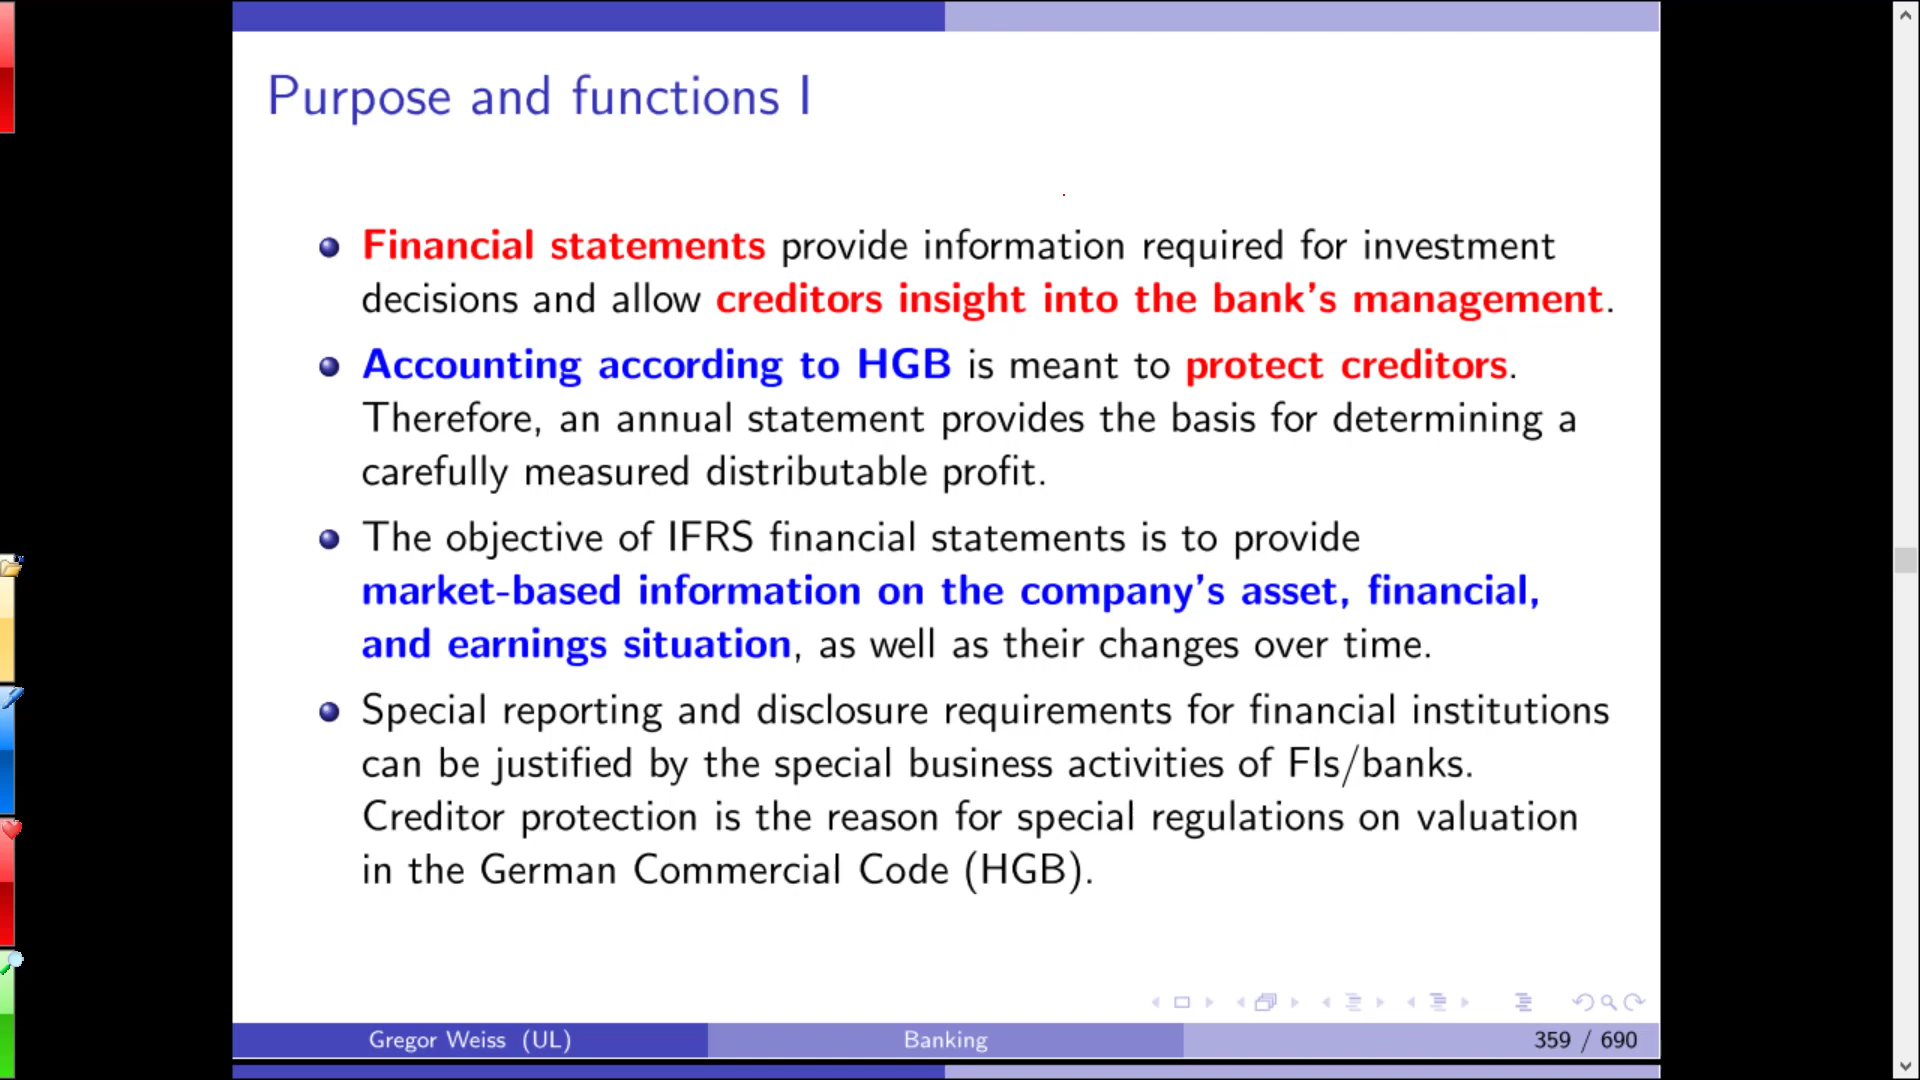 Purpose and functions I
Financial statements provide information required for investment
decisions and allow creditors insight into the bank's management.
Accounting according to HGB is meant to protect creditors.
Therefore, an annual statement provides the basis for determining a
carefully measured distributable profit.
The objective of IFRS financial statements is to provide
market-based information on the company's asset, financial,
and earnings situation, as well as their changes over time.
Special reporting and disclosure requirements for financial institutions
can be justified by the special business activities of FIs/banks.
Creditor protection is the reason for special regulations on valuation
in the German Commercial Code (HGB).
Gregor Weiss (UL) Banking 359 / 690